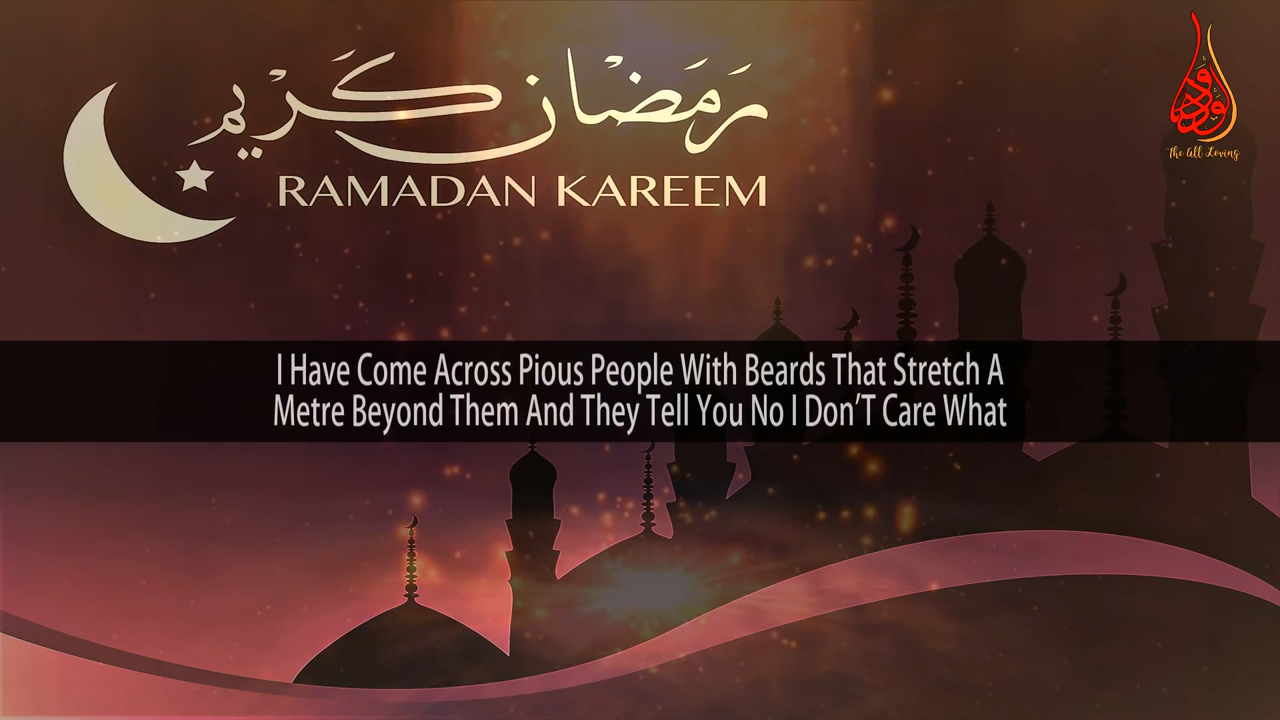 رَمَضَان كَرْيم
RAMADAN KAREEM
الودود
The All Loving
I Have Come Across Pious People With Beards That Stretch A
Metre Beyond Them And They Tell You No I Don’T Care What